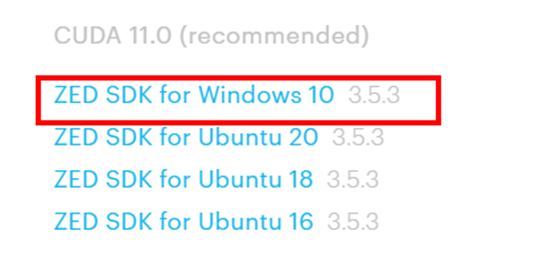 CUDA 11.0 (recommended)
ZED SDK for Windows 10 3.5.3
ZED SDK for Ubuntu 20 3.5.3
ZED SDK for Ubuntu 18 3.5.3
ZED SDK for Ubuntu 16 3.5.3